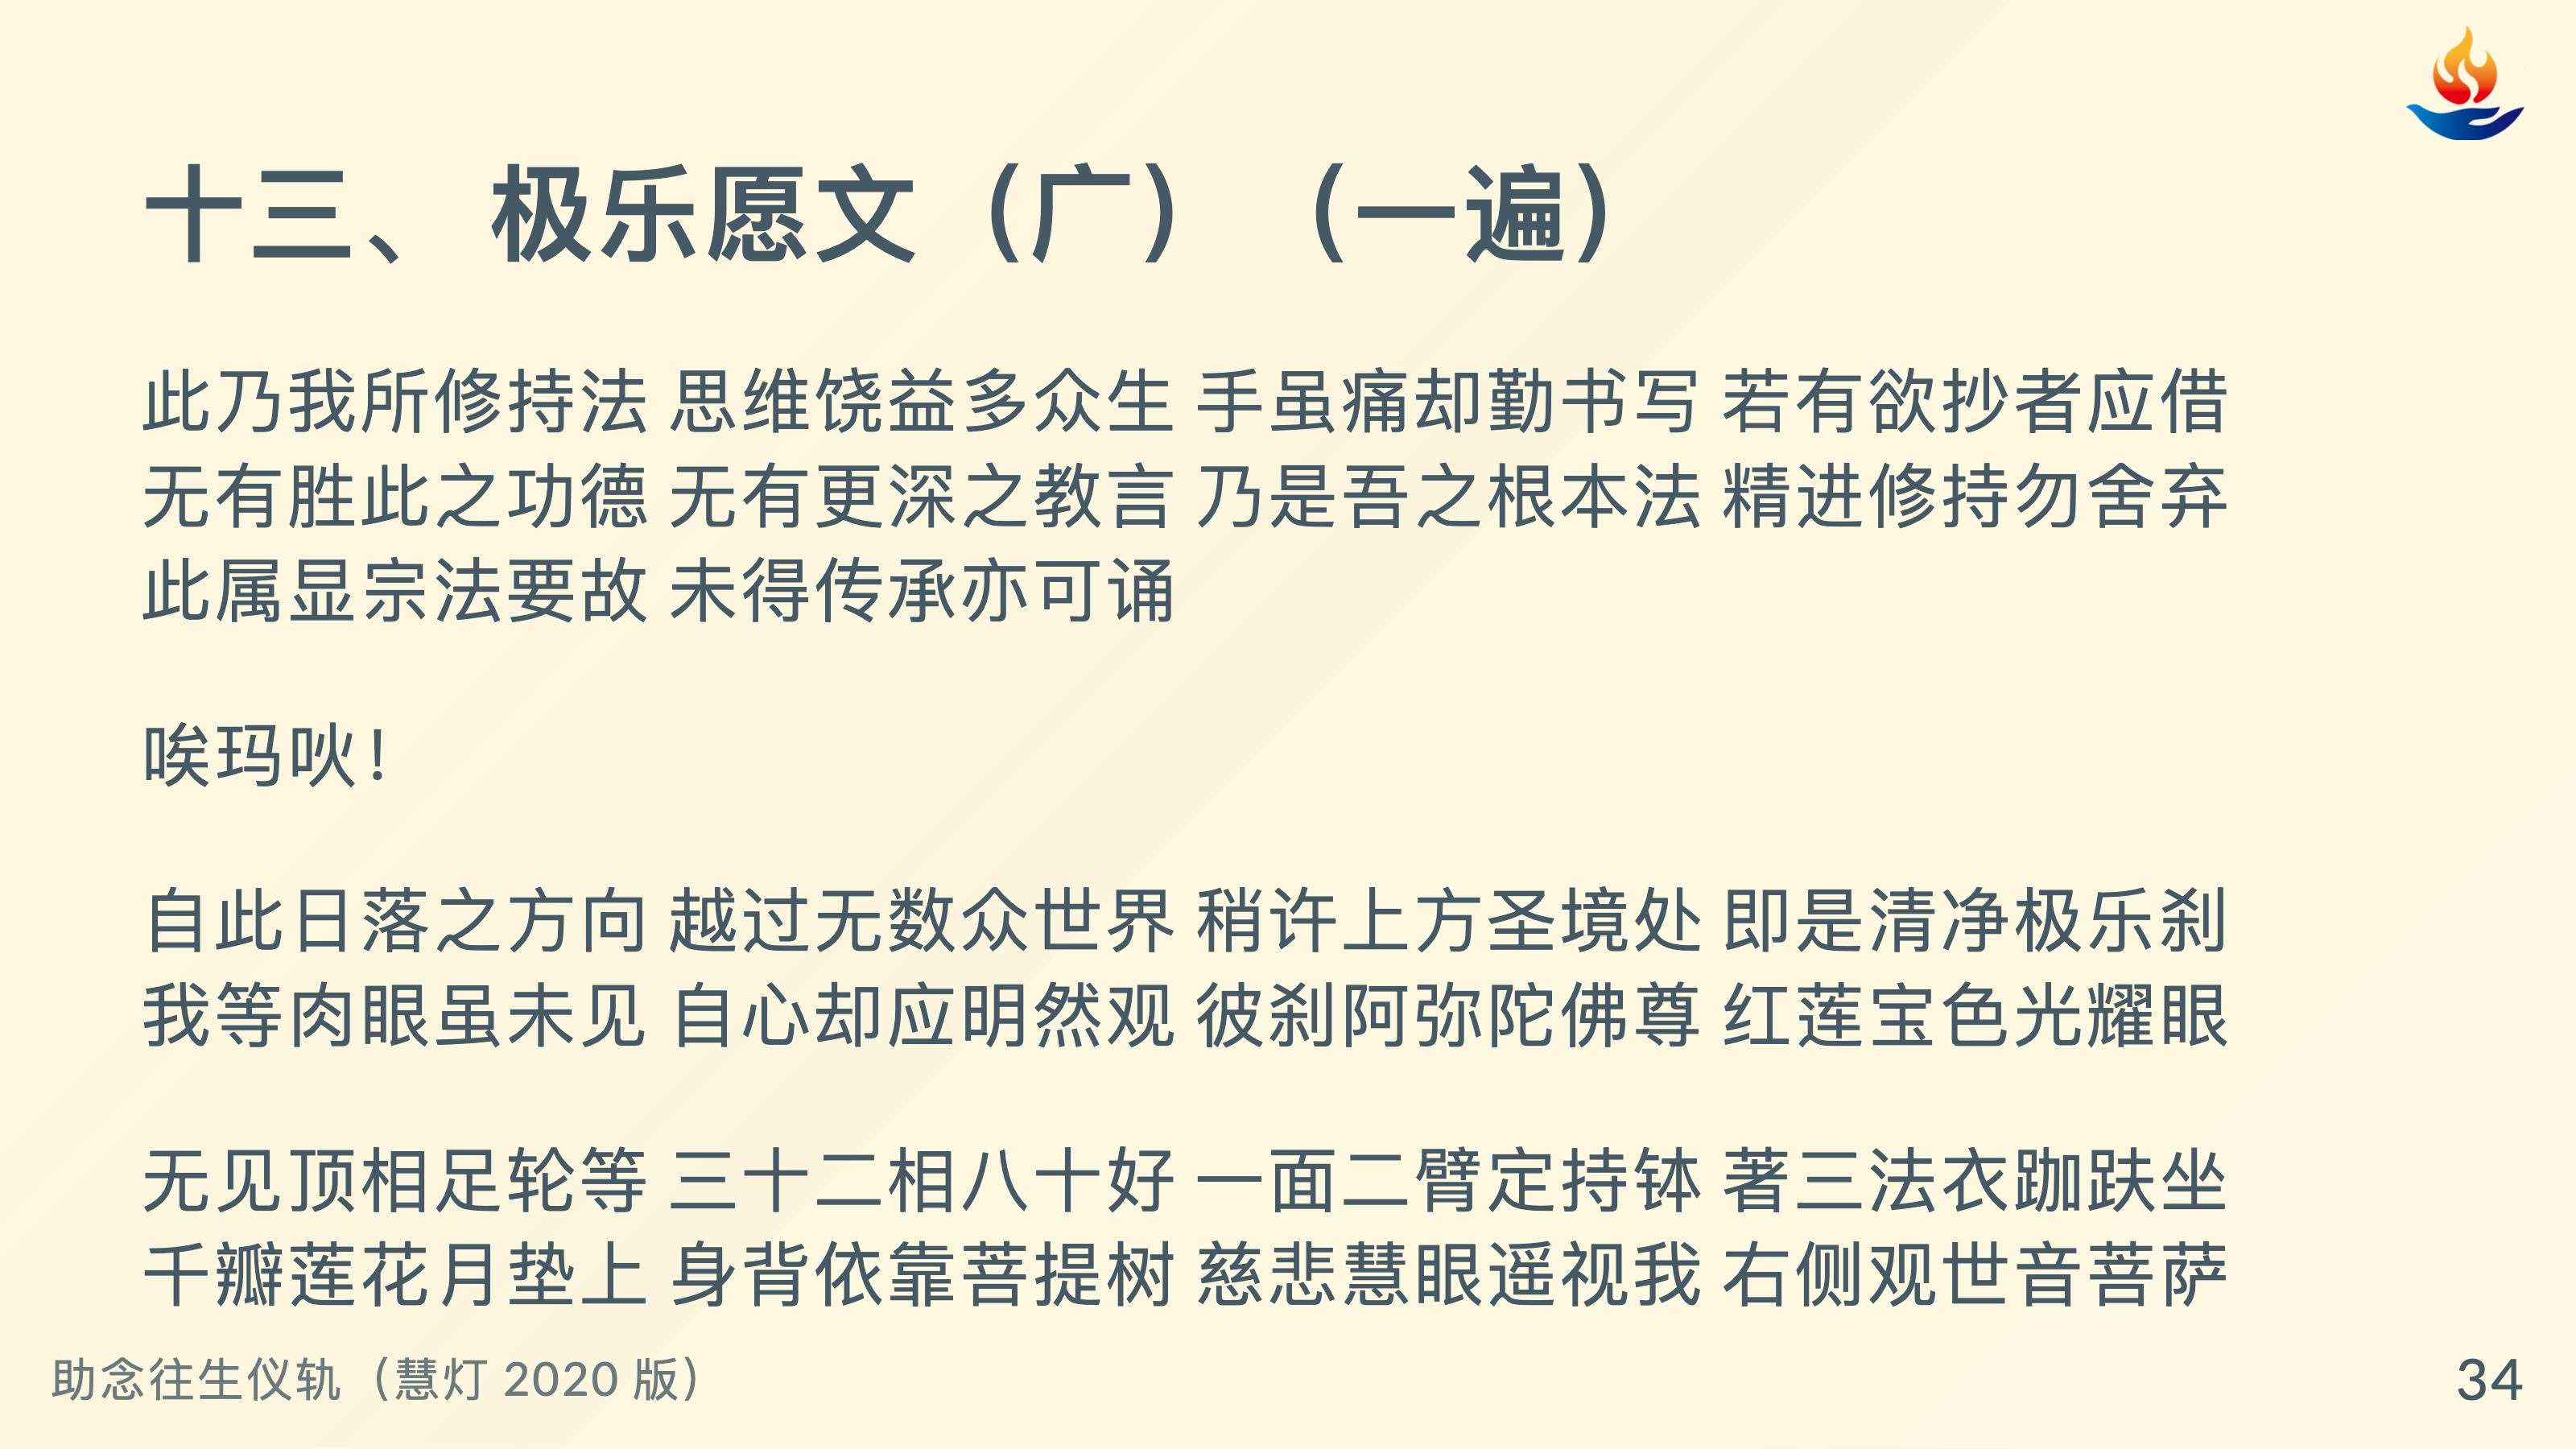 十三、 极乐愿文（广）（一遍）
此乃我所修持法 思维饶益多众生 手虽痛却勤书写 若有欲抄者应借
无有胜此之功德 无有更深之教言 乃是吾之根本法 精进修持勿舍弃
此属显宗法要故 未得传承亦可诵
唉玛吙！
自此日落之方向 越过无数众世界 稍许上方圣境处 即是清净极乐刹
我等肉眼虽未见 自心却应明然观 彼刹阿弥陀佛尊 红莲宝色光耀眼
无见顶相足轮等 三十二相八十好 一面二臂定持钵 著三法衣跏趺坐
千瓣莲花月垫上 身背依靠菩提树 慈悲慧眼遥视我 右侧观世音菩萨
助念往生仪轨（慧灯 2020 版）
34